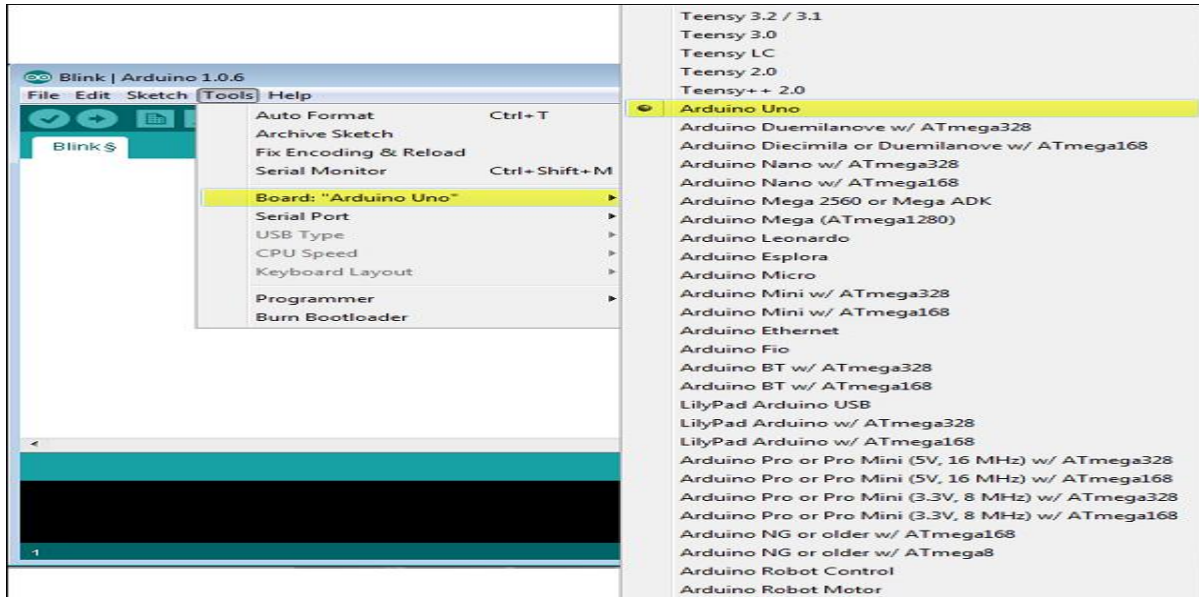 Blink | Arduino 1.0.6
File Edit Sketch Tools Help
Blink §
Auto Format Ctrl+T
Archive Sketch
Fix Encoding & Reload
Serial Monitor Ctrl+Shift+M
Board: "Arduino Uno"
Serial Port
USB Type
CPU Speed
Keyboard Layout
Programmer
Burn Bootloader
1
Teensy 3.2 / 3.1
Teensy 3.0
Teensy LC
Teensy 2.0
Teensy++ 2.0
Arduino Uno
Arduino Duemilanove w/ ATmega328
Arduino Diecimila or Duemilanove w/ ATmega168
Arduino Nano w/ ATmega328
Arduino Nano w/ ATmega168
Arduino Mega 2560 or Mega ADK
Arduino Mega (ATmega1280)
Arduino Leonardo
Arduino Esplora
Arduino Micro
Arduino Mini w/ ATmega328
Arduino Mini w/ ATmega168
Arduino Ethernet
Arduino Fio
Arduino BT w/ ATmega328
Arduino BT w/ ATmega168
LilyPad Arduino USB
LilyPad Arduino w/ ATmega328
LilyPad Arduino w/ ATmega168
Arduino Pro or Pro Mini (5V, 16 MHz) w/ ATmega328
Arduino Pro or Pro Mini (5V, 16 MHz) w/ ATmega168
Arduino Pro or Pro Mini (3.3V, 8 MHz) w/ ATmega328
Arduino Pro or Pro Mini (3.3V, 8 MHz) w/ ATmega168
Arduino NG or older w/ ATmega168
Arduino NG or older w/ ATmega8
Arduino Robot Control
Arduino Robot Motor